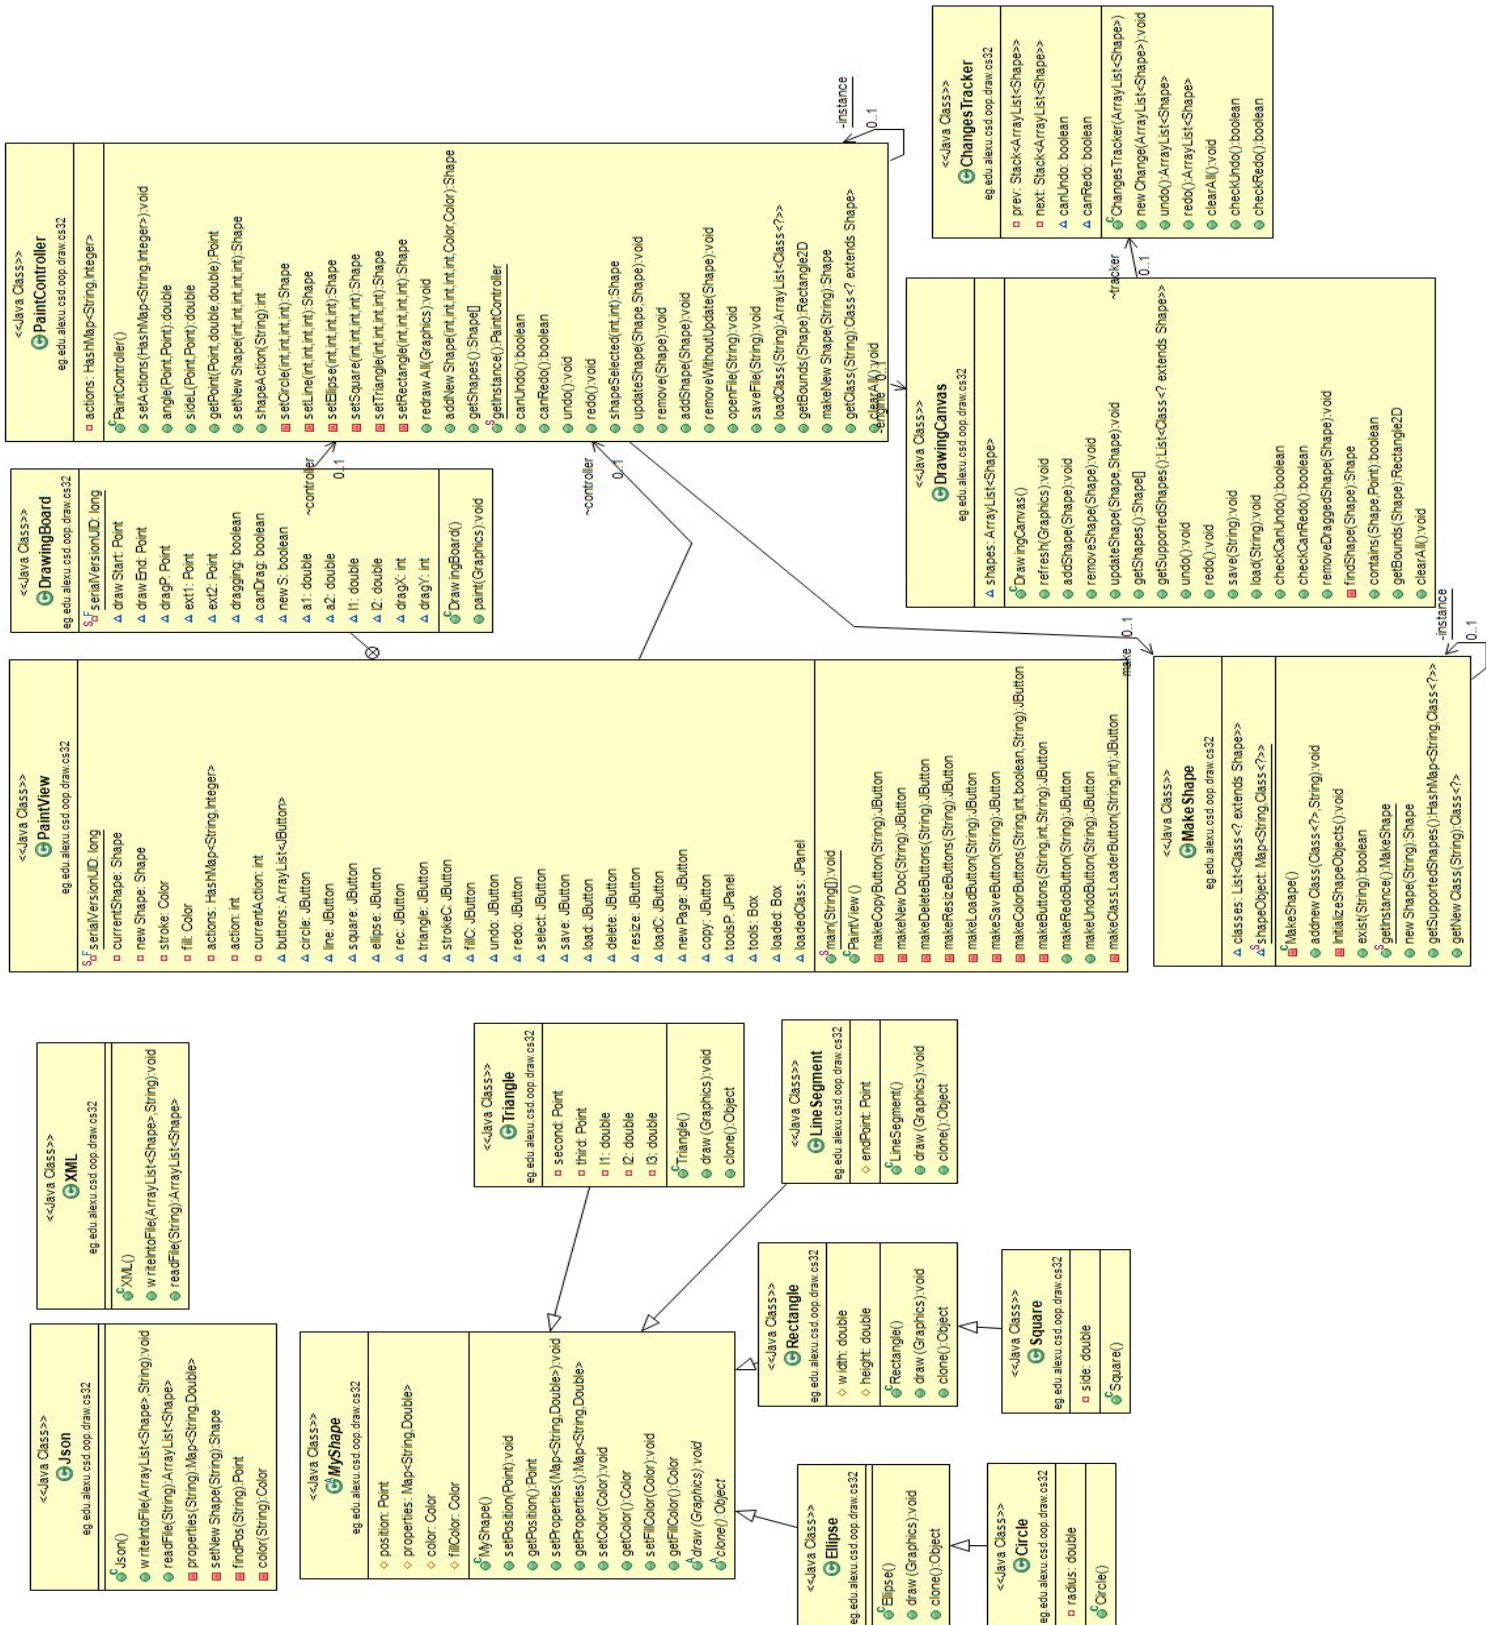 <<Java Class>>
Json
eg.edu.alexu.csd.oop.draw.cs32
Json()
writeIntoFile(ArrayList<Shape>,String):void
readFile(String):ArrayList<Shape>
properties(String):Map<String,Double>
setNew Shape(String):Shape
findPos(String):Point
color(String):Color
<<Java Class>>
XML
eg.edu.alexu.csd.oop.draw.cs32
XML()
writeIntoFile(ArrayList<Shape>,String):void
readFile(String):ArrayList<Shape>
<<Java Class>>
PaintView
eg.edu.alexu.csd.oop.draw.cs32
serialVersionUID: long
currentShape: Shape
new Shape: Shape
stroke: Color
fill: Color
actions: HashMap<String,Integer>
action: int
currentAction: int
buttons: ArrayList<JButton>
circle: JButton
line: JButton
square: JButton
ellipse: JButton
rec: JButton
triangle: JButton
strokeC: JButton
fillC: JButton
undo: JButton
redo: JButton
select: JButton
save: JButton
load: JButton
delete: JButton
resize: JButton
loadC: JButton
new Page: JButton
copy: JButton
toolsP: JPanel
tools: Box
loaded: Box
loadedClass: JPanel
main(String[]):void
PaintView ()
makeCopyButton(String):JButton
makeNew Doc(String):JButton
makeDeleteButtons(String):JButton
makeResizeButtons(String):JButton
makeLoadButton(String):JButton
makeSaveButton(String):JButton
makeColorButtons(String,int,boolean,String):JButton
makeButtons(String,int,String):JButton
makeRedoButton(String):JButton
makeUndoButton(String):JButton
makeClassLoaderButton(String,int):JButton
<<Java Class>>
DrawingBoard
eg.edu.alexu.csd.oop.draw.cs32
serialVersionUID: long
draw Start: Point
draw End: Point
dragP: Point
ext1: Point
ext2: Point
dragging: boolean
canDrag: boolean
new S: boolean
a1: double
a2: double
l1: double
l2: double
dragX: int
dragY: int
DrawingBoard()
paint(Graphics):void
~controller
0..1
<<Java Class>>
PaintController
eg.edu.alexu.csd.oop.draw.cs32
actions: HashMap<String,Integer>
PaintController()
setActions(HashMap<String,Integer>):void
angle(Point,Point):double
sideL(Point,Point):double
getPoint(Point,double,double):Point
setNew Shape(int,int,int,int):Shape
shapeAction(String):int
setCircle(int,int,int,int):Shape
setLine(int,int,int,int):Shape
setEllipse(int,int,int,int):Shape
setSquare(int,int,int,int):Shape
setTriangle(int,int,int,int):Shape
setRectangle(int,int,int,int):Shape
redraw All(Graphics):void
addNew Shape(int,int,int,int,int,Color,Color):Shape
getShapes():Shape[]
getInstance():PaintController
canUndo():boolean
canRedo():boolean
undo():void
redo():void
shapeSelected(int,int):Shape
updateShape(Shape,Shape):void
remove(Shape):void
addShape(Shape):void
removeWithoutUpdate(Shape):void
openFile(String):void
saveFile(String):void
loadClass(String):ArrayList<Class<?>>
getBounds(Shape):Rectangle2D
makeNew Shape(String):Shape
getClass(String):Class<? extends Shape>
clearAll():void
-instance
0..1
~controller
0..1
-engine
0..1
<<Java Class>>
MyShape
eg.edu.alexu.csd.oop.draw.cs32
position: Point
properties: Map<String,Double>
color: Color
fillColor: Color
MyShape()
setPosition(Point):void
getPosition():Point
setProperties(Map<String,Double>):void
getProperties():Map<String,Double>
setColor(Color):void
getColor():Color
setFillColor(Color):void
getFillColor():Color
draw (Graphics):void
clone():Object
<<Java Class>>
Triangle
eg.edu.alexu.csd.oop.draw.cs32
second: Point
third: Point
l1: double
l2: double
l3: double
Triangle()
draw (Graphics):void
clone():Object
<<Java Class>>
LineSegment
eg.edu.alexu.csd.oop.draw.cs32
endPoint: Point
LineSegment()
draw (Graphics):void
clone():Object
<<Java Class>>
Rectangle
eg.edu.alexu.csd.oop.draw.cs32
width: double
height: double
Rectangle()
draw (Graphics):void
clone():Object
<<Java Class>>
Ellipse
eg.edu.alexu.csd.oop.draw.cs32
Ellipse()
draw (Graphics):void
clone():Object
<<Java Class>>
Circle
eg.edu.alexu.csd.oop.draw.cs32
radius: double
Circle()
<<Java Class>>
Square
eg.edu.alexu.csd.oop.draw.cs32
side: double
Square()
<<Java Class>>
DrawingCanvas
eg.edu.alexu.csd.oop.draw.cs32
shapes: ArrayList<Shape>
DrawingCanvas()
refresh(Graphics):void
addShape(Shape):void
removeShape(Shape):void
updateShape(Shape,Shape):void
getShapes():Shape[]
getSupportedShapes():List<Class<? extends Shape>>
undo():void
redo():void
save(String):void
load(String):void
checkCanUndo():boolean
checkCanRedo():boolean
removeDraggedShape(Shape):void
findShape(Shape):Shape
contains(Shape,Point):boolean
getBounds(Shape):Rectangle2D
clearAll():void
~tracker
0..1
<<Java Class>>
ChangesTracker
eg.edu.alexu.csd.oop.draw.cs32
prev: Stack<ArrayList<Shape>>
next: Stack<ArrayList<Shape>>
canUndo: boolean
canRedo: boolean
ChangesTracker(ArrayList<Shape>)
new Change(ArrayList<Shape>):void
undo():ArrayList<Shape>
redo():ArrayList<Shape>
clearAll():void
checkUndo():boolean
checkRedo():boolean
make
0..1
<<Java Class>>
MakeShape
eg.edu.alexu.csd.oop.draw.cs32
classes: List<Class<? extends Shape>>
shapeObject: Map<String,Class<?>>
MakeShape()
addnew Class(Class<?>,String):void
InitializeShapeObjects():void
exist(String):boolean
getInstance():MakeShape
new Shape(String):Shape
getSupportedShapes():HashMap<String,Class<?>>
getNew Class(String):Class<?>
-instance
0..1